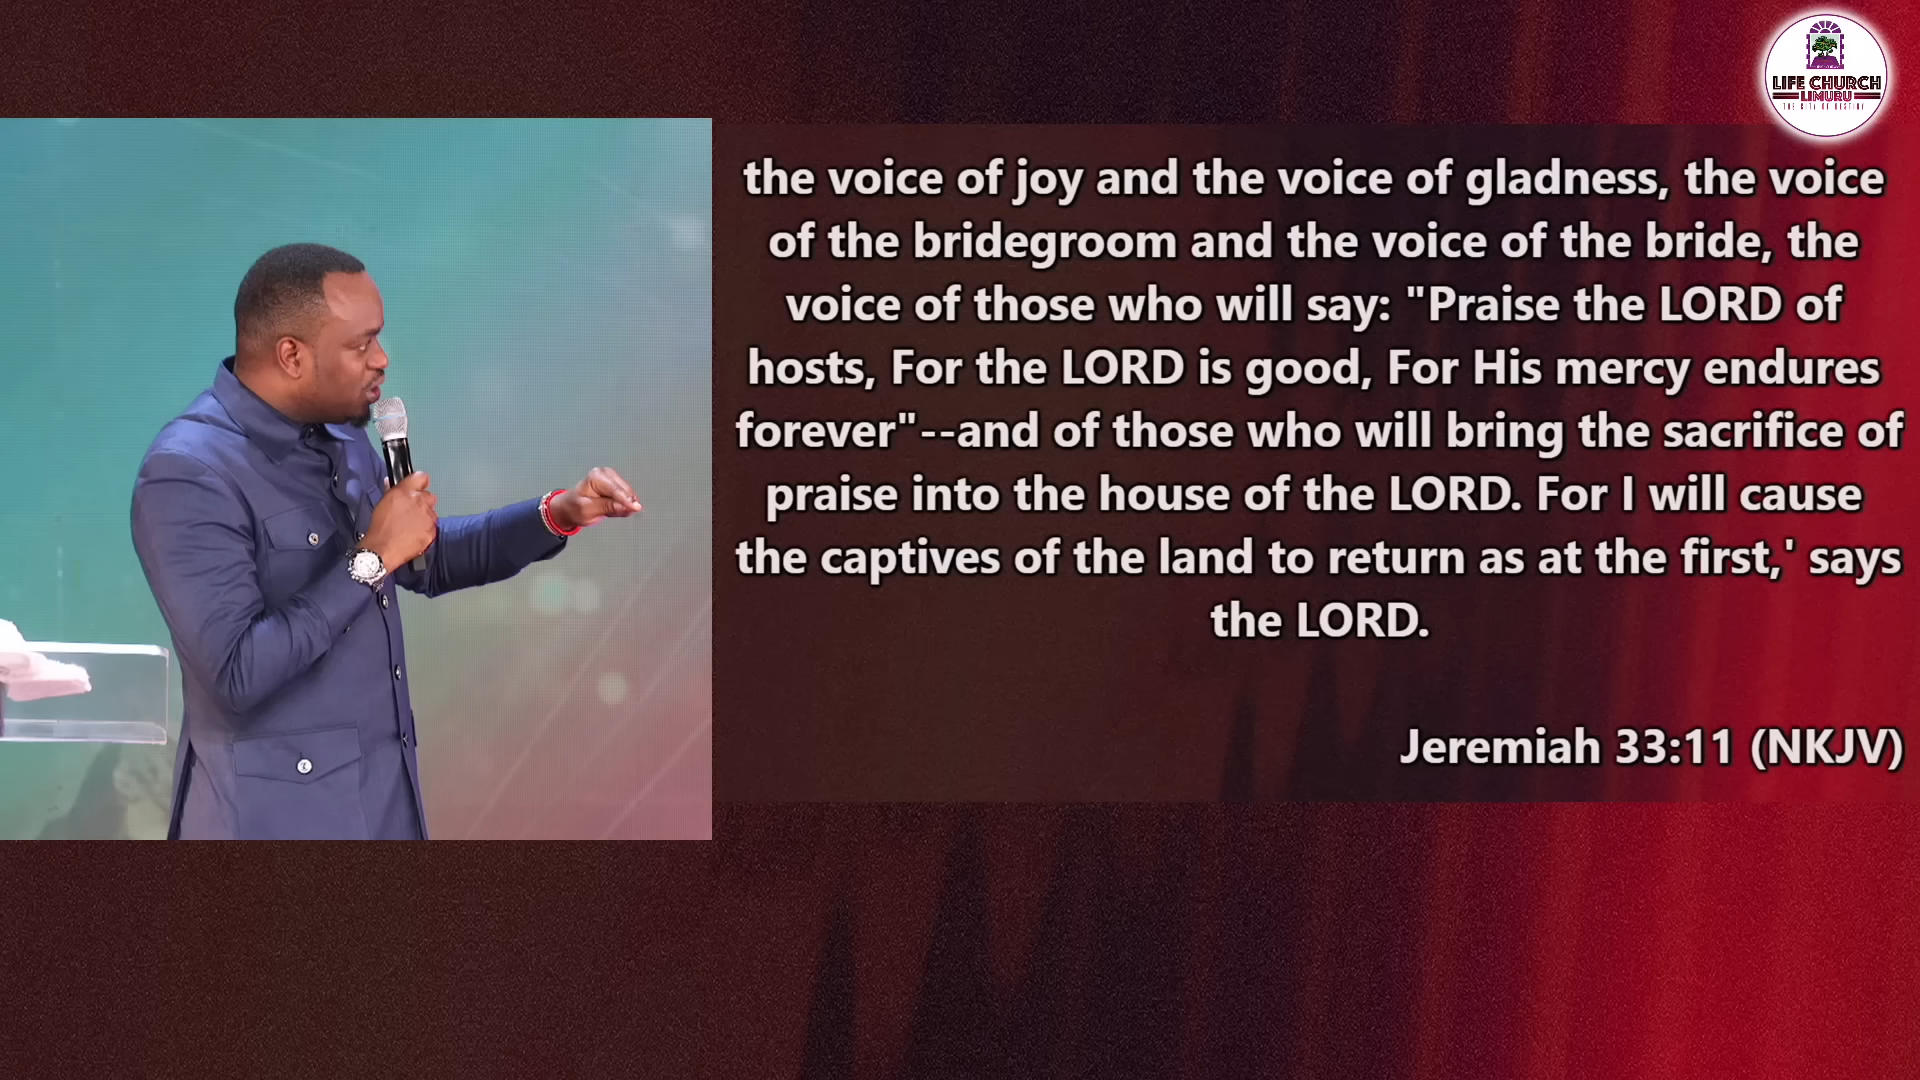 LIFE CHURCH
LIMURU
THE CITY OF DESTINY
the voice of joy and the voice of gladness, the voice
of the bridegroom and the voice of the bride, the
voice of those who will say: "Praise the LORD of
hosts, For the LORD is good, For His mercy endures
forever"--and of those who will bring the sacrifice of
praise into the house of the LORD. For I will cause
the captives of the land to return as at the first,' says
the LORD.
Jeremiah 33:11 (NKJV)